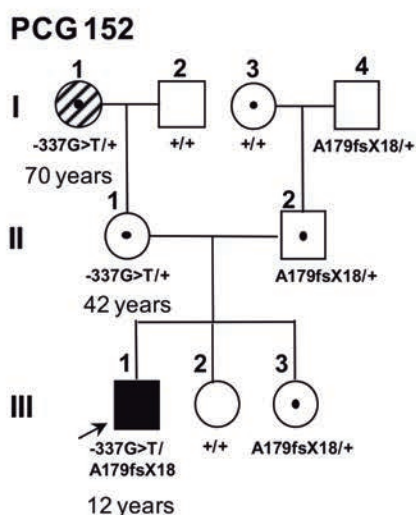 PCG 152
1 2 3 4
I
-337G>T/+ +/+ +/+ A179fsX18/+
70 years
1 2
II
-337G>T/+ A179fsX18/+
42 years
1 2 3
III
-337G>T/ +/+ A179fsX18/+
A179fsX18
12 years